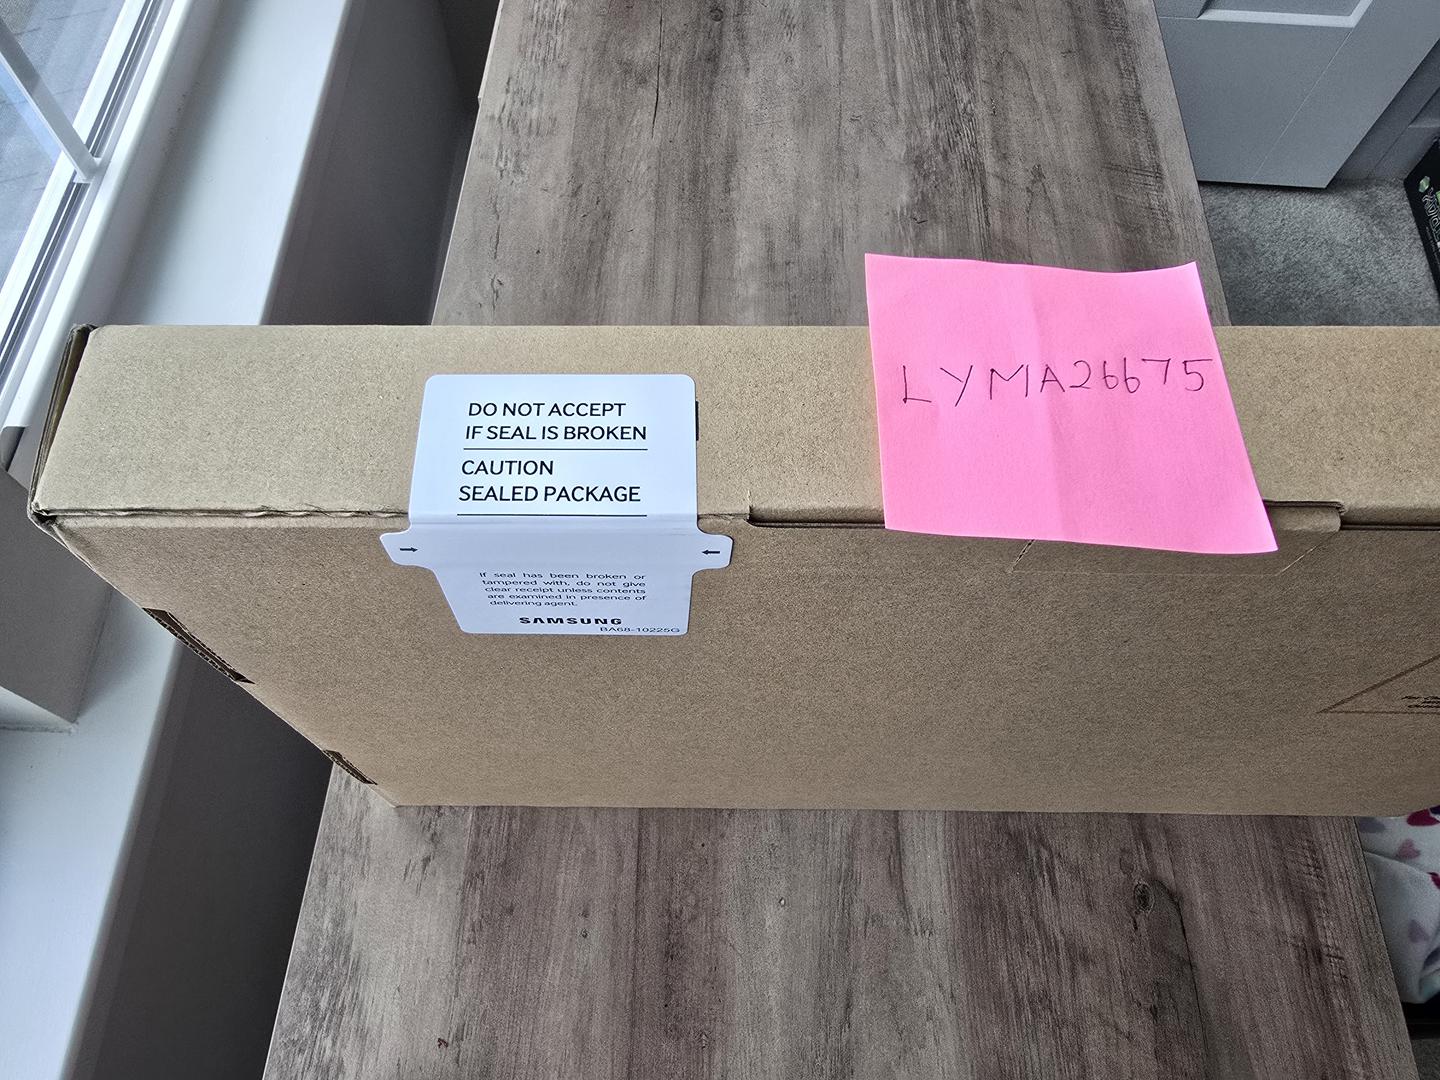 DO NOT ACCEPT
IF SEAL IS BROKEN
CAUTION
SEALED PACKAGE
If seal has been broken or
tampered with, do not give
clear receipt unless contents
are examined in presence of
delivering agent.
SAMSUNG
BA68-10225G
LYMA26675